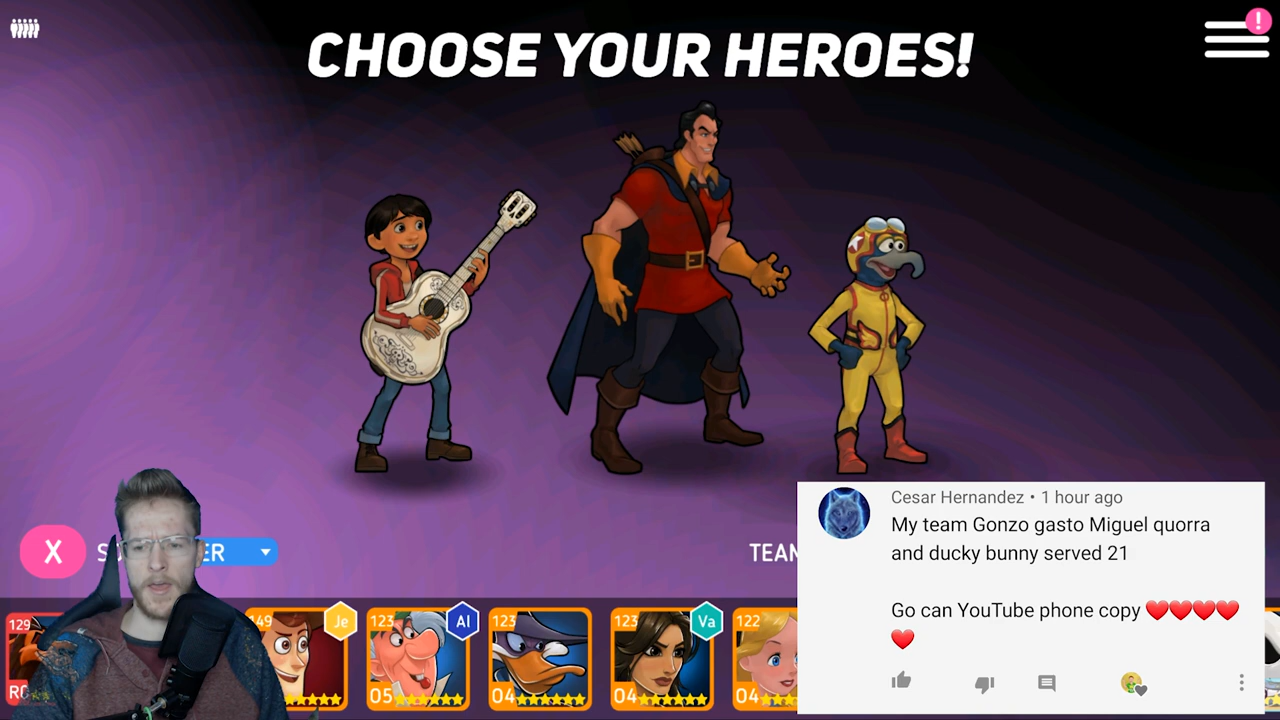 CHOOSE YOUR HEROES!
!
Cesar Hernandez • 1 hour ago
My team Gonzo gasto Miguel quorra
and ducky bunny served 21
Go can YouTube phone copy ❤️❤️❤️❤️
❤️
X
TEAM
129
149 Je
123 Al
123
123 Va
122
05
04
04
04